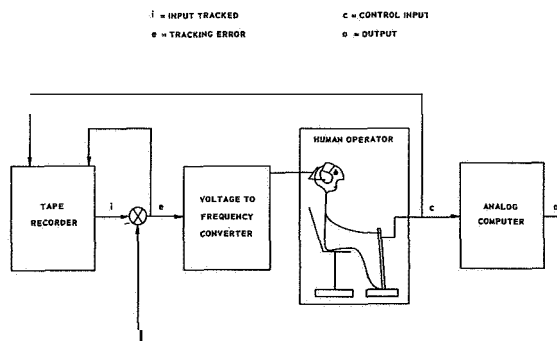 i = INPUT TRACKED
c = CONTROL INPUT
e = TRACKING ERROR
o = OUTPUT
HUMAN OPERATOR
TAPE
RECORDER
i
e
VOLTAGE TO
FREQUENCY
CONVERTER
c
ANALOG
COMPUTER
o